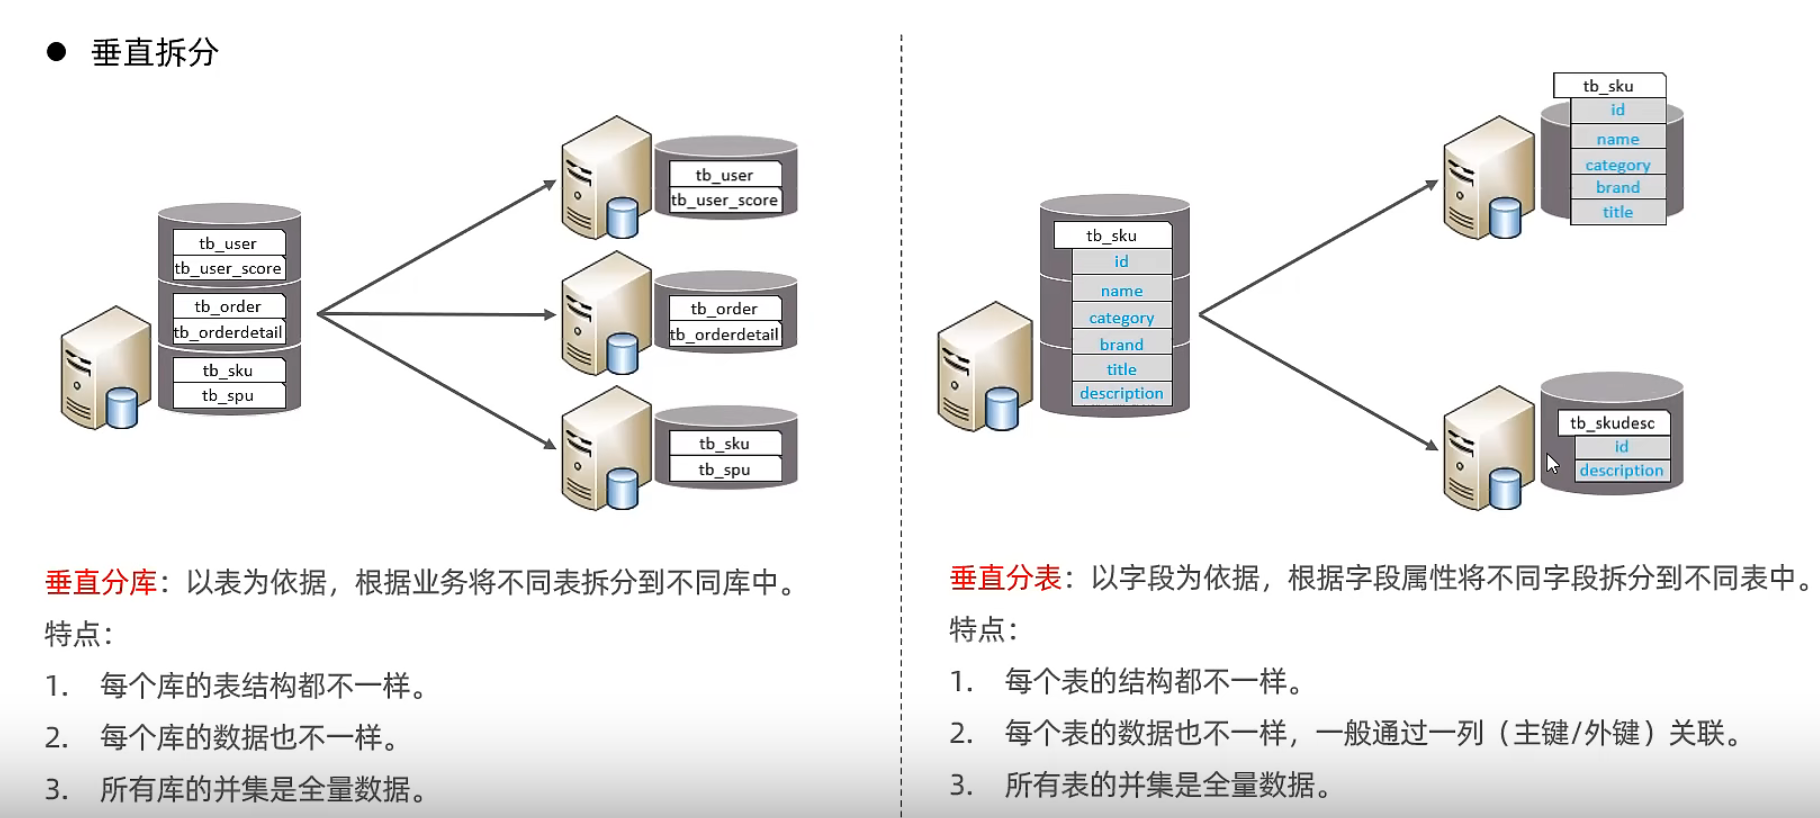 ● 垂直拆分
tb_user
tb_user_score
tb_order
tb_orderdetail
tb_sku
tb_spu
tb_user
tb_user_score
tb_order
tb_orderdetail
tb_sku
tb_spu
垂直分库：以表为依据，根据业务将不同表拆分到不同库中。
特点：
1. 每个库的表结构都不一样。
2. 每个库的数据也不一样。
3. 所有库的并集是全量数据。
tb_sku
id
name
category
brand
title
description
tb_sku
id
name
category
brand
title
tb_skudesc
id
description
垂直分表：以字段为依据，根据字段属性将不同字段拆分到不同表中。
特点：
1. 每个表的结构都不一样。
2. 每个表的数据也不一样，一般通过一列（主键/外键）关联。
3. 所有表的并集是全量数据。